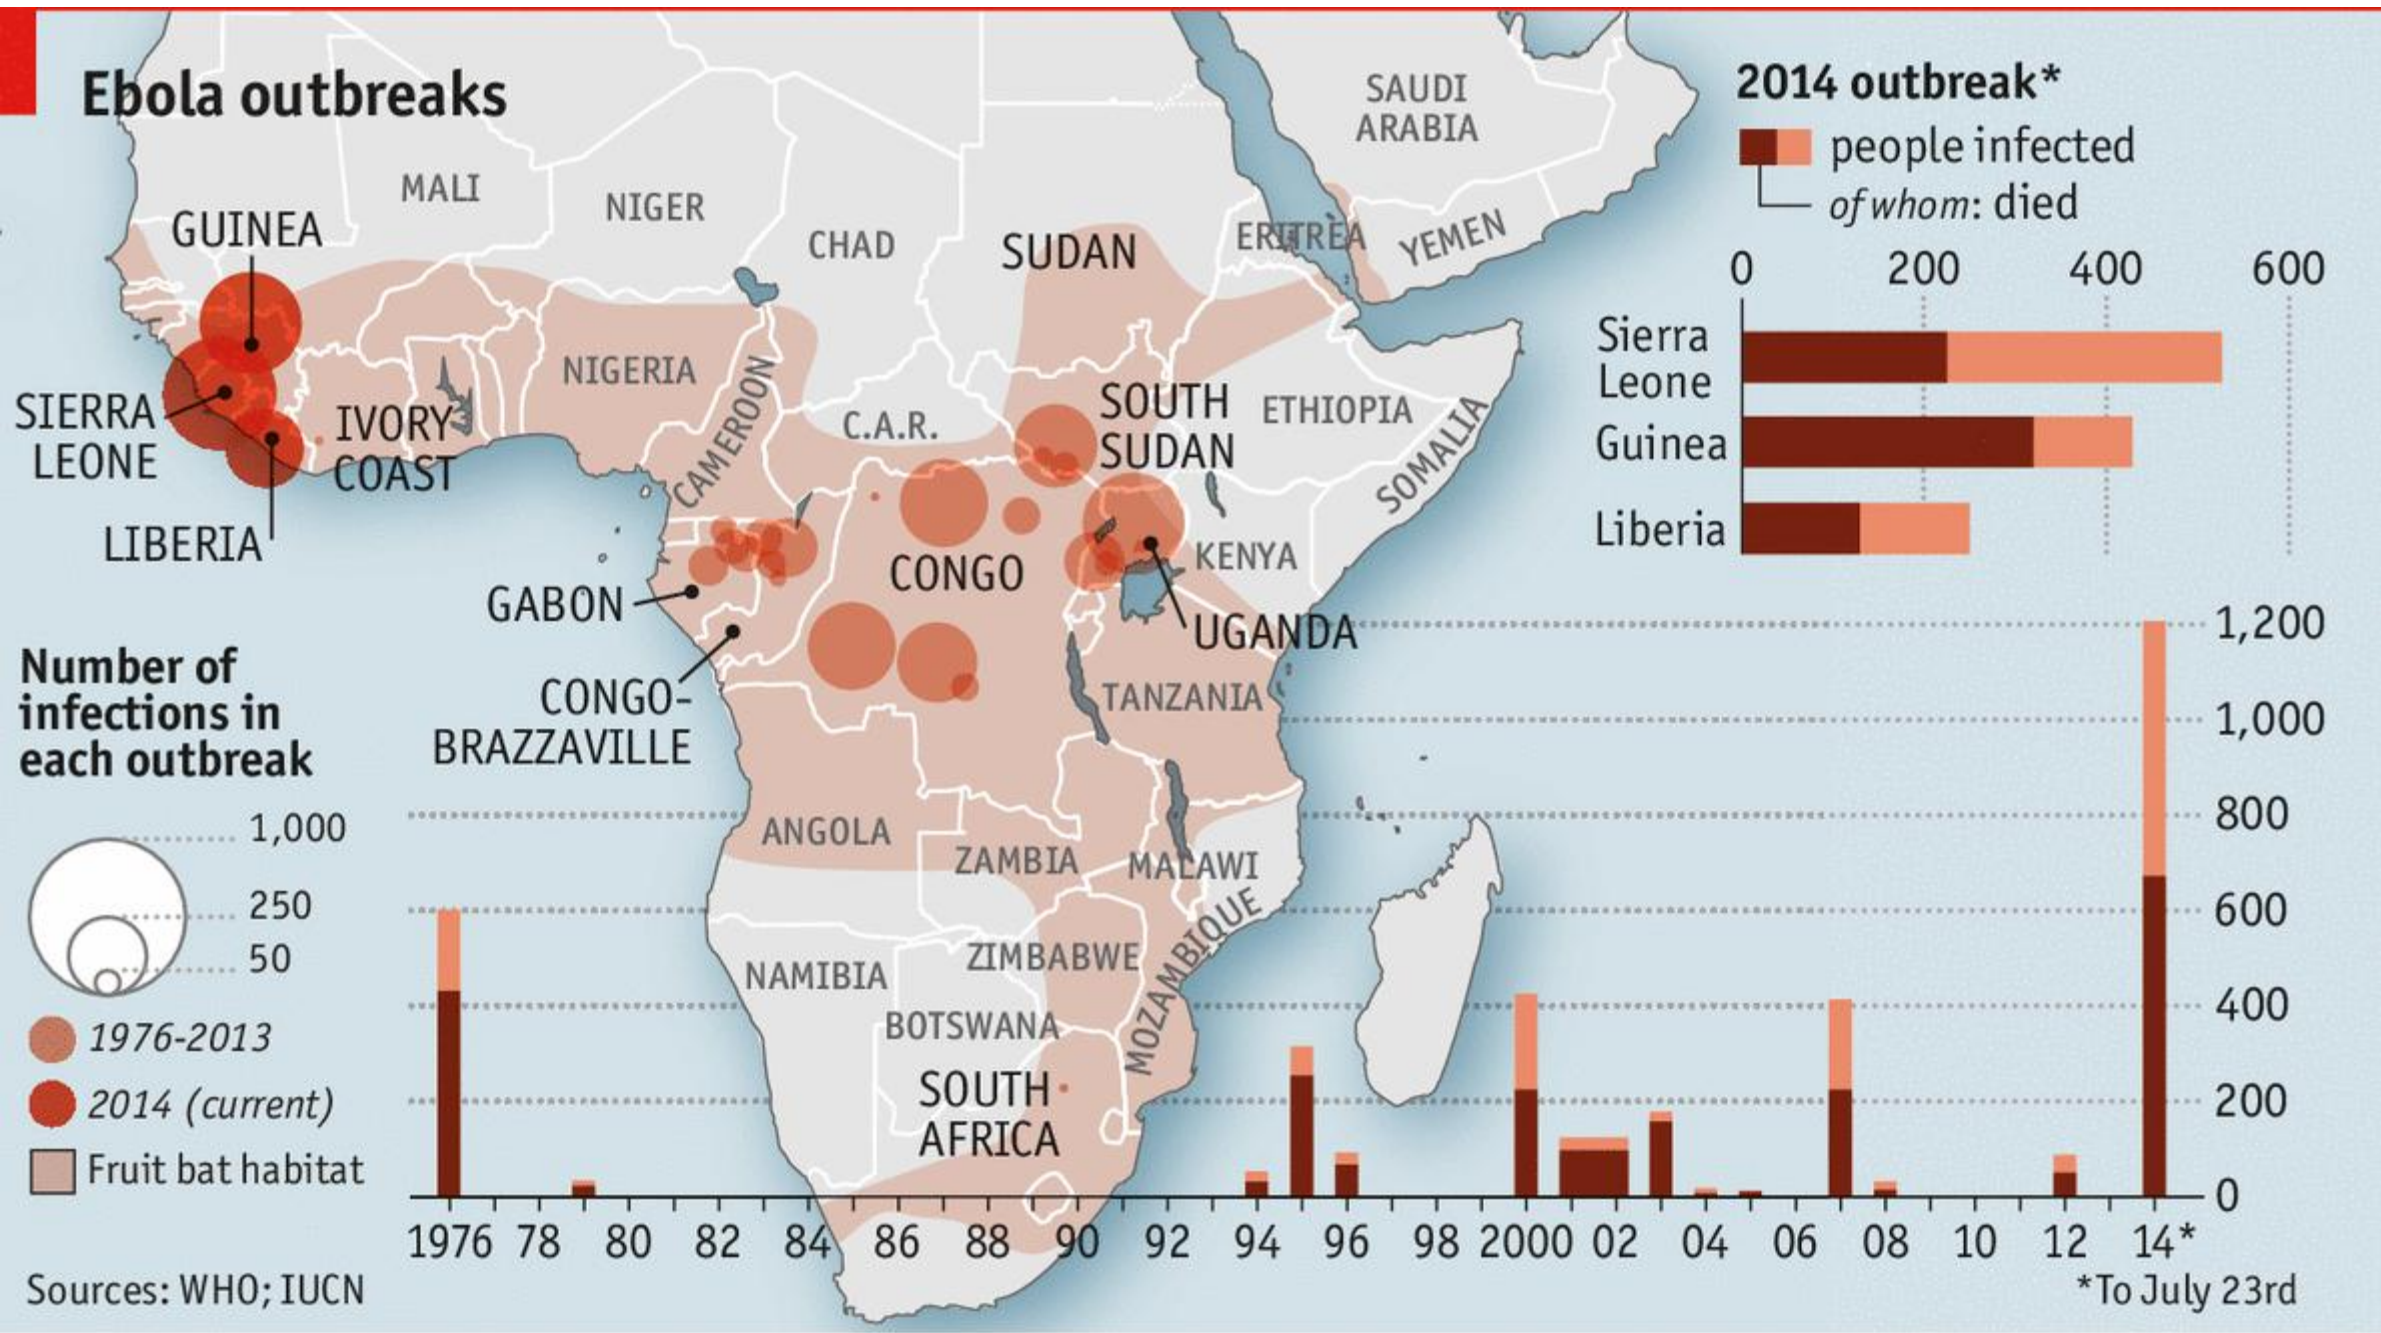 Ebola outbreaks
MALI
NIGER
CHAD
SUDAN
ERITREA
SAUDI
ARABIA
YEMEN
GUINEA
SIERRA
LEONE
LIBERIA
IVORY
COAST
NIGERIA
CAMEROON
C.A.R.
SOUTH
SUDAN
ETHIOPIA
SOMALIA
CONGO
KENYA
UGANDA
GABON
CONGO-
BRAZZAVILLE
TANZANIA
ANGOLA
ZAMBIA
MALAWI
MOZAMBIQUE
ZIMBABWE
NAMIBIA
BOTSWANA
SOUTH
AFRICA
Number of
infections in
each outbreak
1,000
250
50
1976-2013
2014 (current)
Fruit bat habitat
Sources: WHO; IUCN
2014 outbreak*
people infected
of whom: died
0 200 400 600
Sierra
Leone
Guinea
Liberia
1,200
1,000
800
600
400
200
0
1976 78 80 82 84 86 88 90 92 94 96 98 2000 02 04 06 08 10 12 14*
*To July 23rd